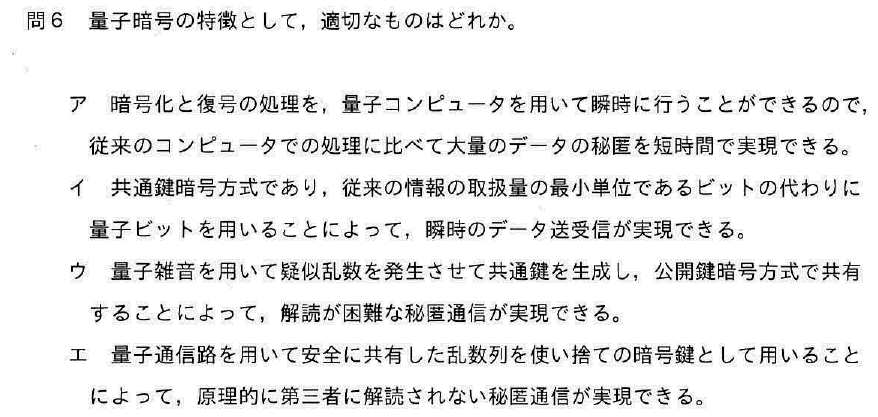 問6 量子暗号の特徴として，適切なものはどれか。
ア 暗号化と復号の処理を，量子コンピュータを用いて瞬時に行うことができるので，
従来のコンピュータでの処理に比べて大量のデータの秘匿を短時間で実現できる。
イ 共通鍵暗号方式であり，従来の情報の取扱量の最小単位であるビットの代わりに
量子ビットを用いることによって，瞬時のデータ送受信が実現できる。
ウ 量子雑音を用いて疑似乱数を発生させて共通鍵を生成し，公開鍵暗号方式で共有
することによって，解読が困難な秘匿通信が実現できる。
エ 量子通信路を用いて安全に共有した乱数列を使い捨ての暗号鍵として用いること
によって，原理的に第三者に解読されない秘匿通信が実現できる。